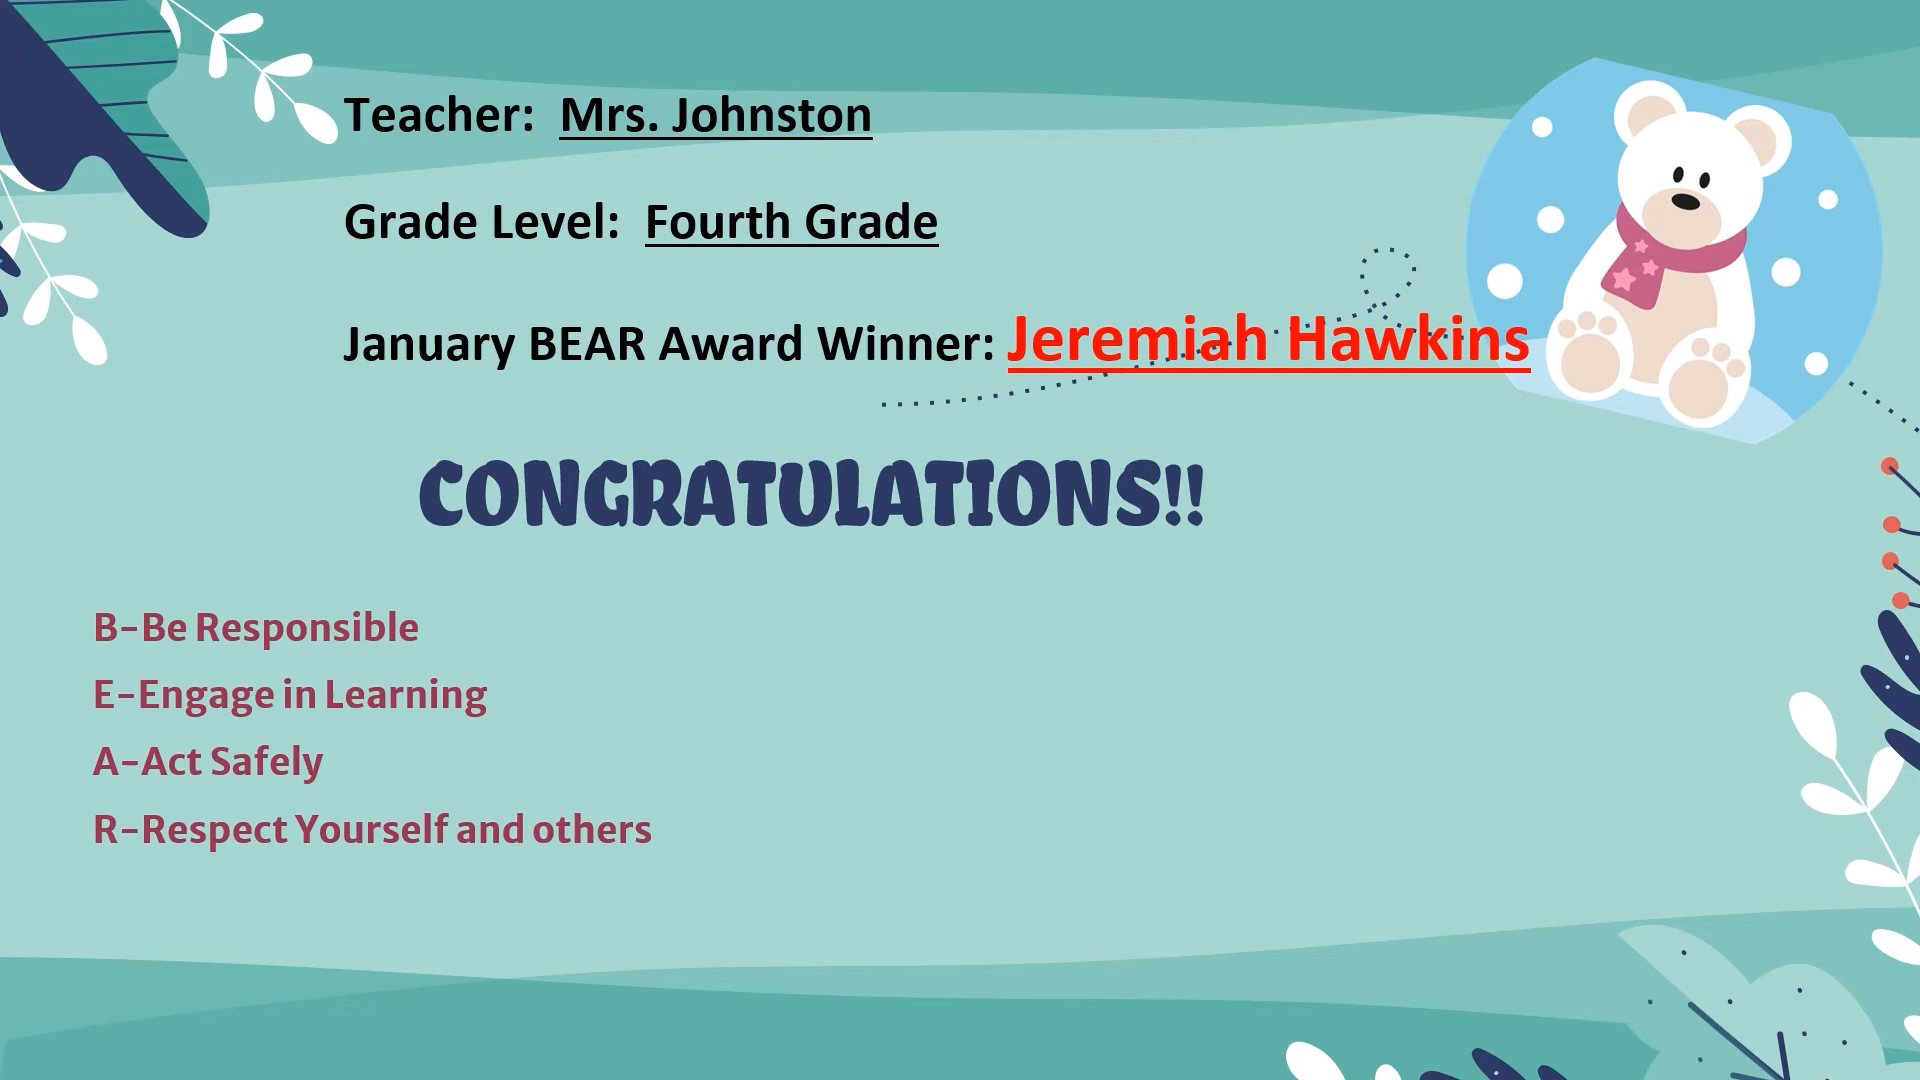 Teacher: Mrs. Johnston
Grade Level: Fourth Grade
January BEAR Award Winner: Jeremiah Hawkins
CONGRATULATIONS!!
B-Be Responsible
E-Engage in Learning
A-Act Safely
R-Respect Yourself and others